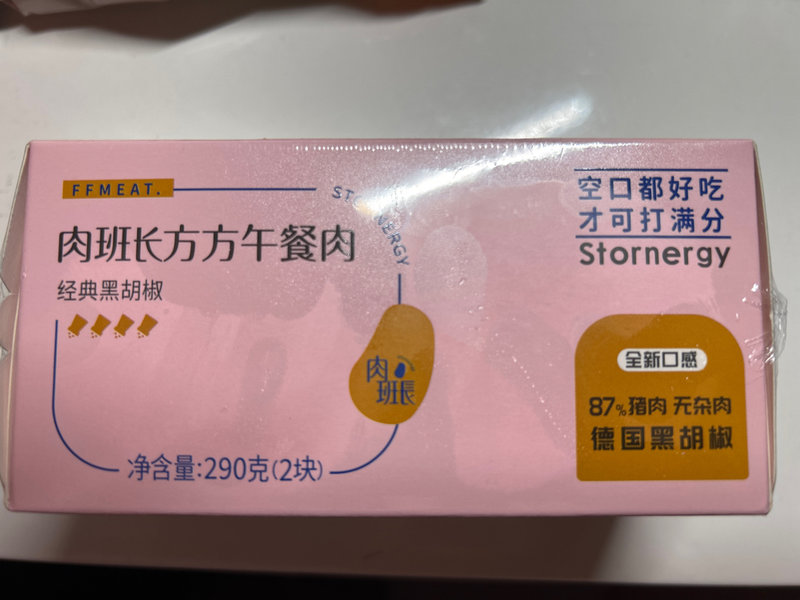 FFMEAT.
STORNERGY
肉班长方方午餐肉
经典黑胡椒
肉
班長
净含量:290克(2块)
空口都好吃
才可打满分
Stornergy
全新口感
87%猪肉 无杂肉
德国黑胡椒